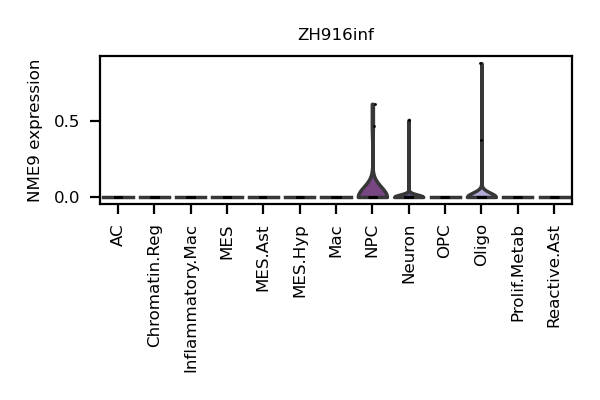 ZH916inf
NME9 expression
0.5
0.0
AC
Chromatin.Reg
Inflammatory.Mac
MES
MES.Ast
MES.Hyp
Mac
NPC
Neuron
OPC
Oligo
Prolif.Metab
Reactive.Ast